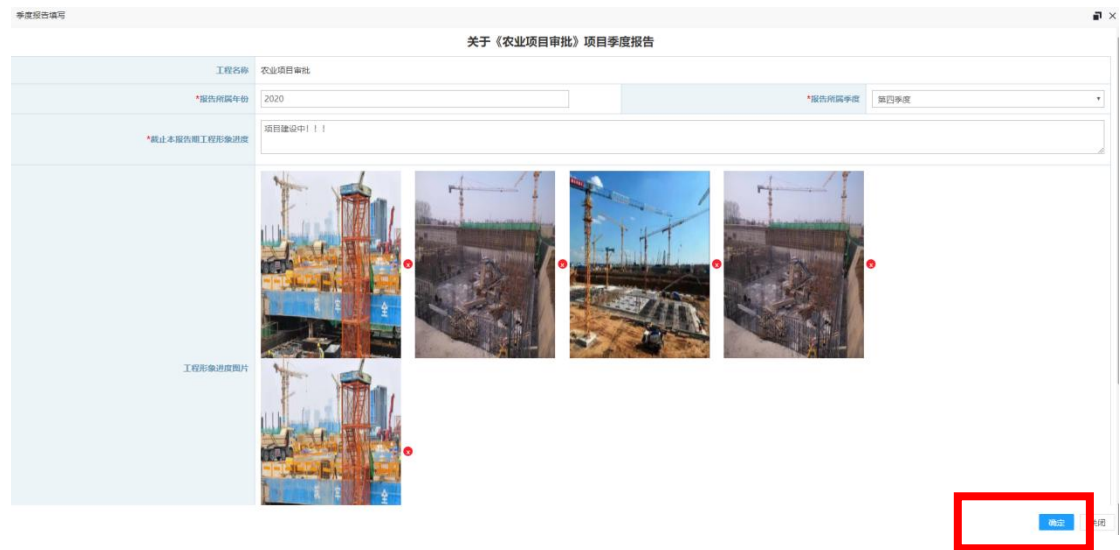 季度报告填写
关于《农业项目审批》项目季度报告
工程名称 农业项目审批
*报告所属年份 2020 *报告所属季度 第四季度
*截止本报告期工程形象进度 项目建设中！！！
工程形象进度图片
确定 关闭